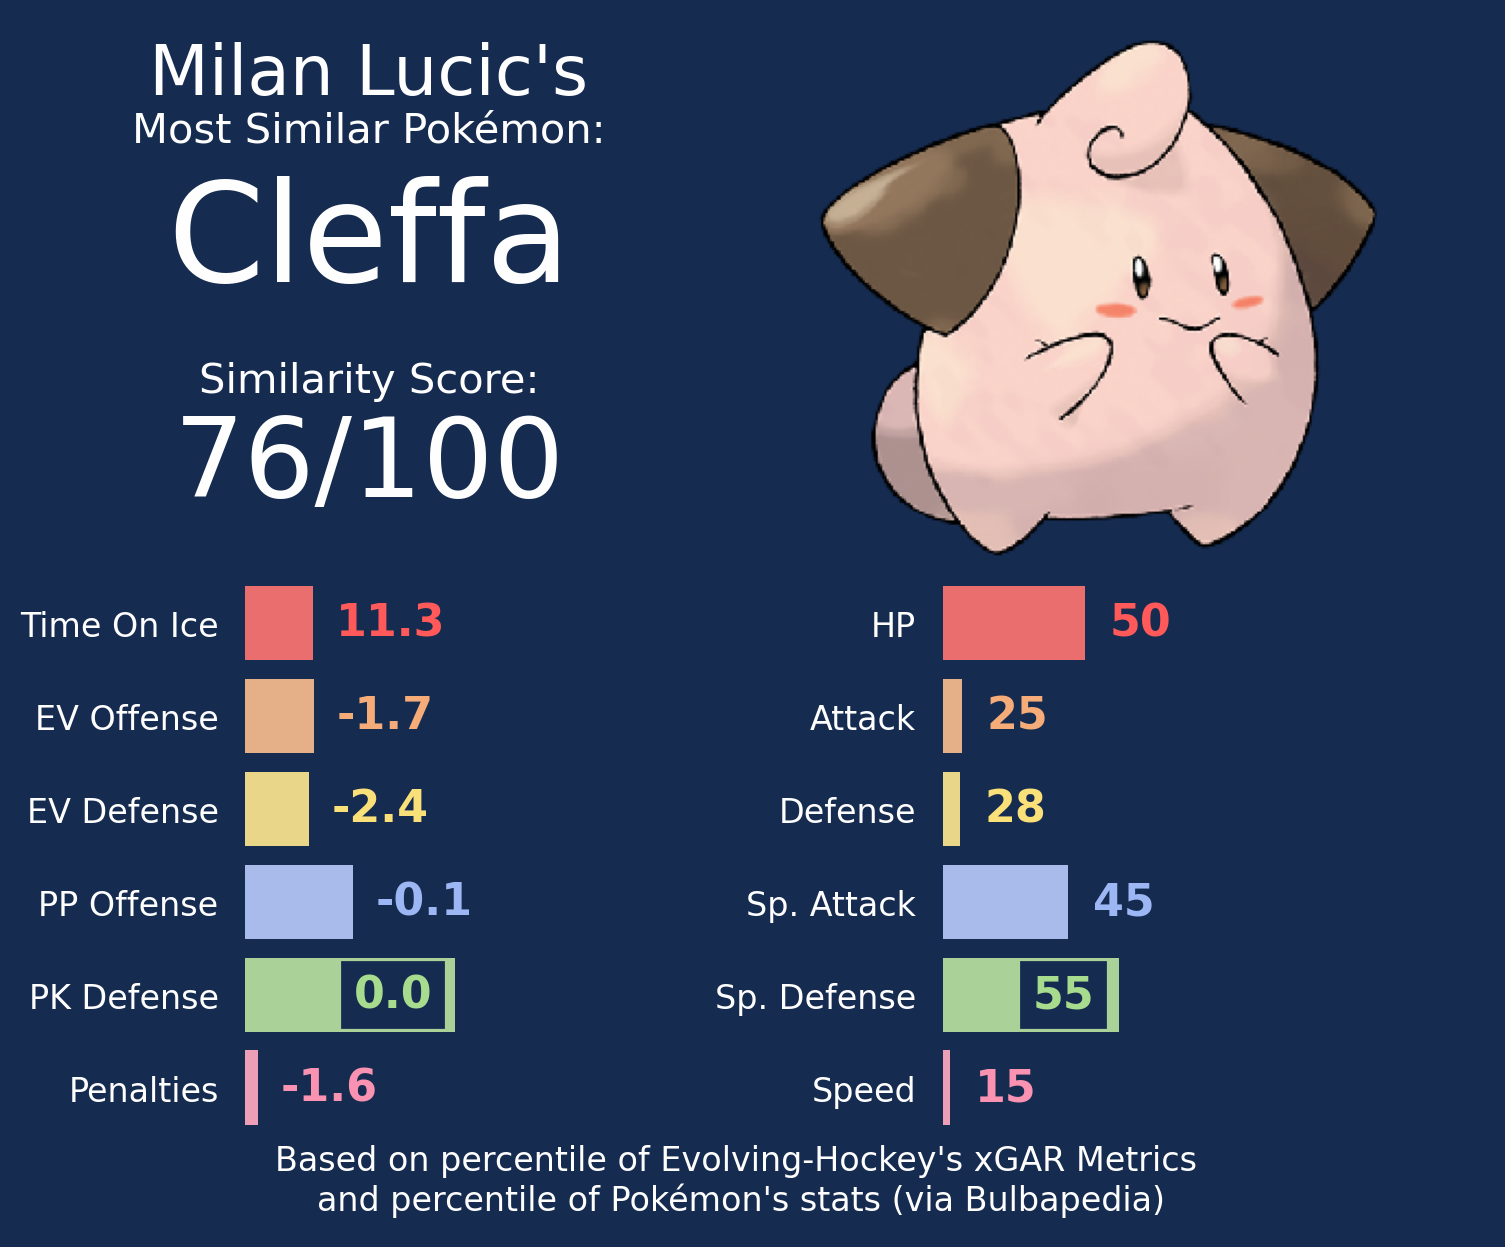 Milan Lucic's
Most Similar Pokémon:
Cleffa
Similarity Score:
76/100
Time On Ice 11.3
EV Offense -1.7
EV Defense -2.4
PP Offense -0.1
PK Defense 0.0
Penalties -1.6
HP 50
Attack 25
Defense 28
Sp. Attack 45
Sp. Defense 55
Speed 15
Based on percentile of Evolving-Hockey's xGAR Metrics
and percentile of Pokémon's stats (via Bulbapedia)